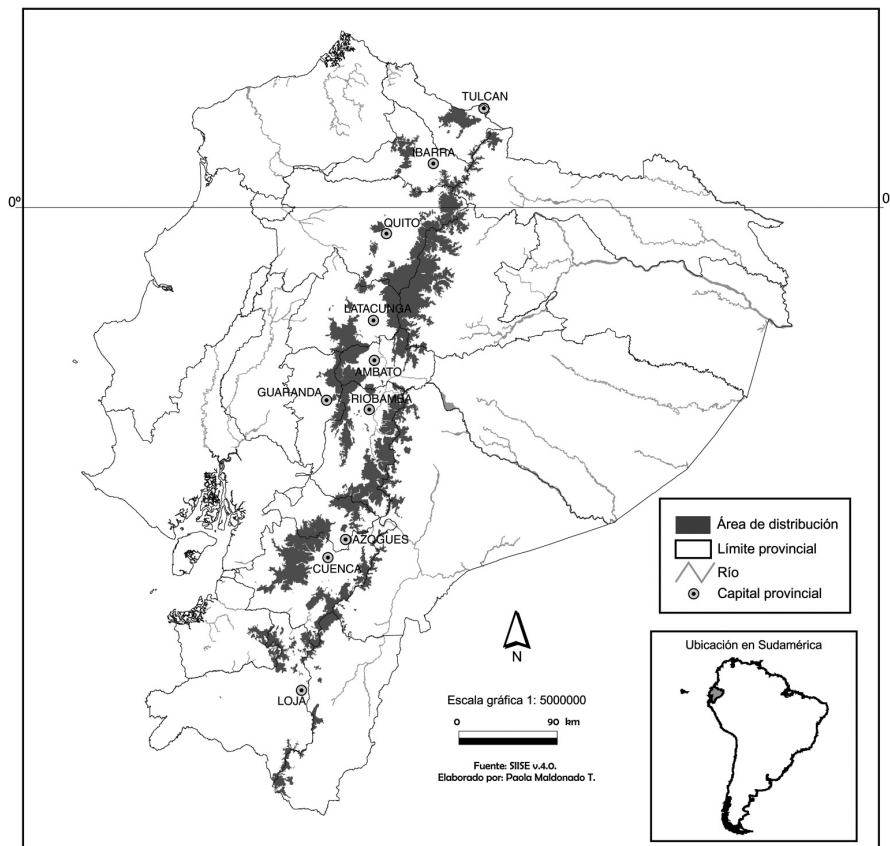 TULCAN
IBARRA
0º
0
QUITO
LATACUNGA
AMBATO
GUARANDA
RIOBAMBA
AZOGUES
CUENCA
LOJA
Área de distribución
Límite provincial
Río
Capital provincial
N
Escala gráfica 1: 5000000
0 90 km
Fuente: SIISE v.4.0.
Elaborado por: Paola Maldonado T.
Ubicación en Sudamérica